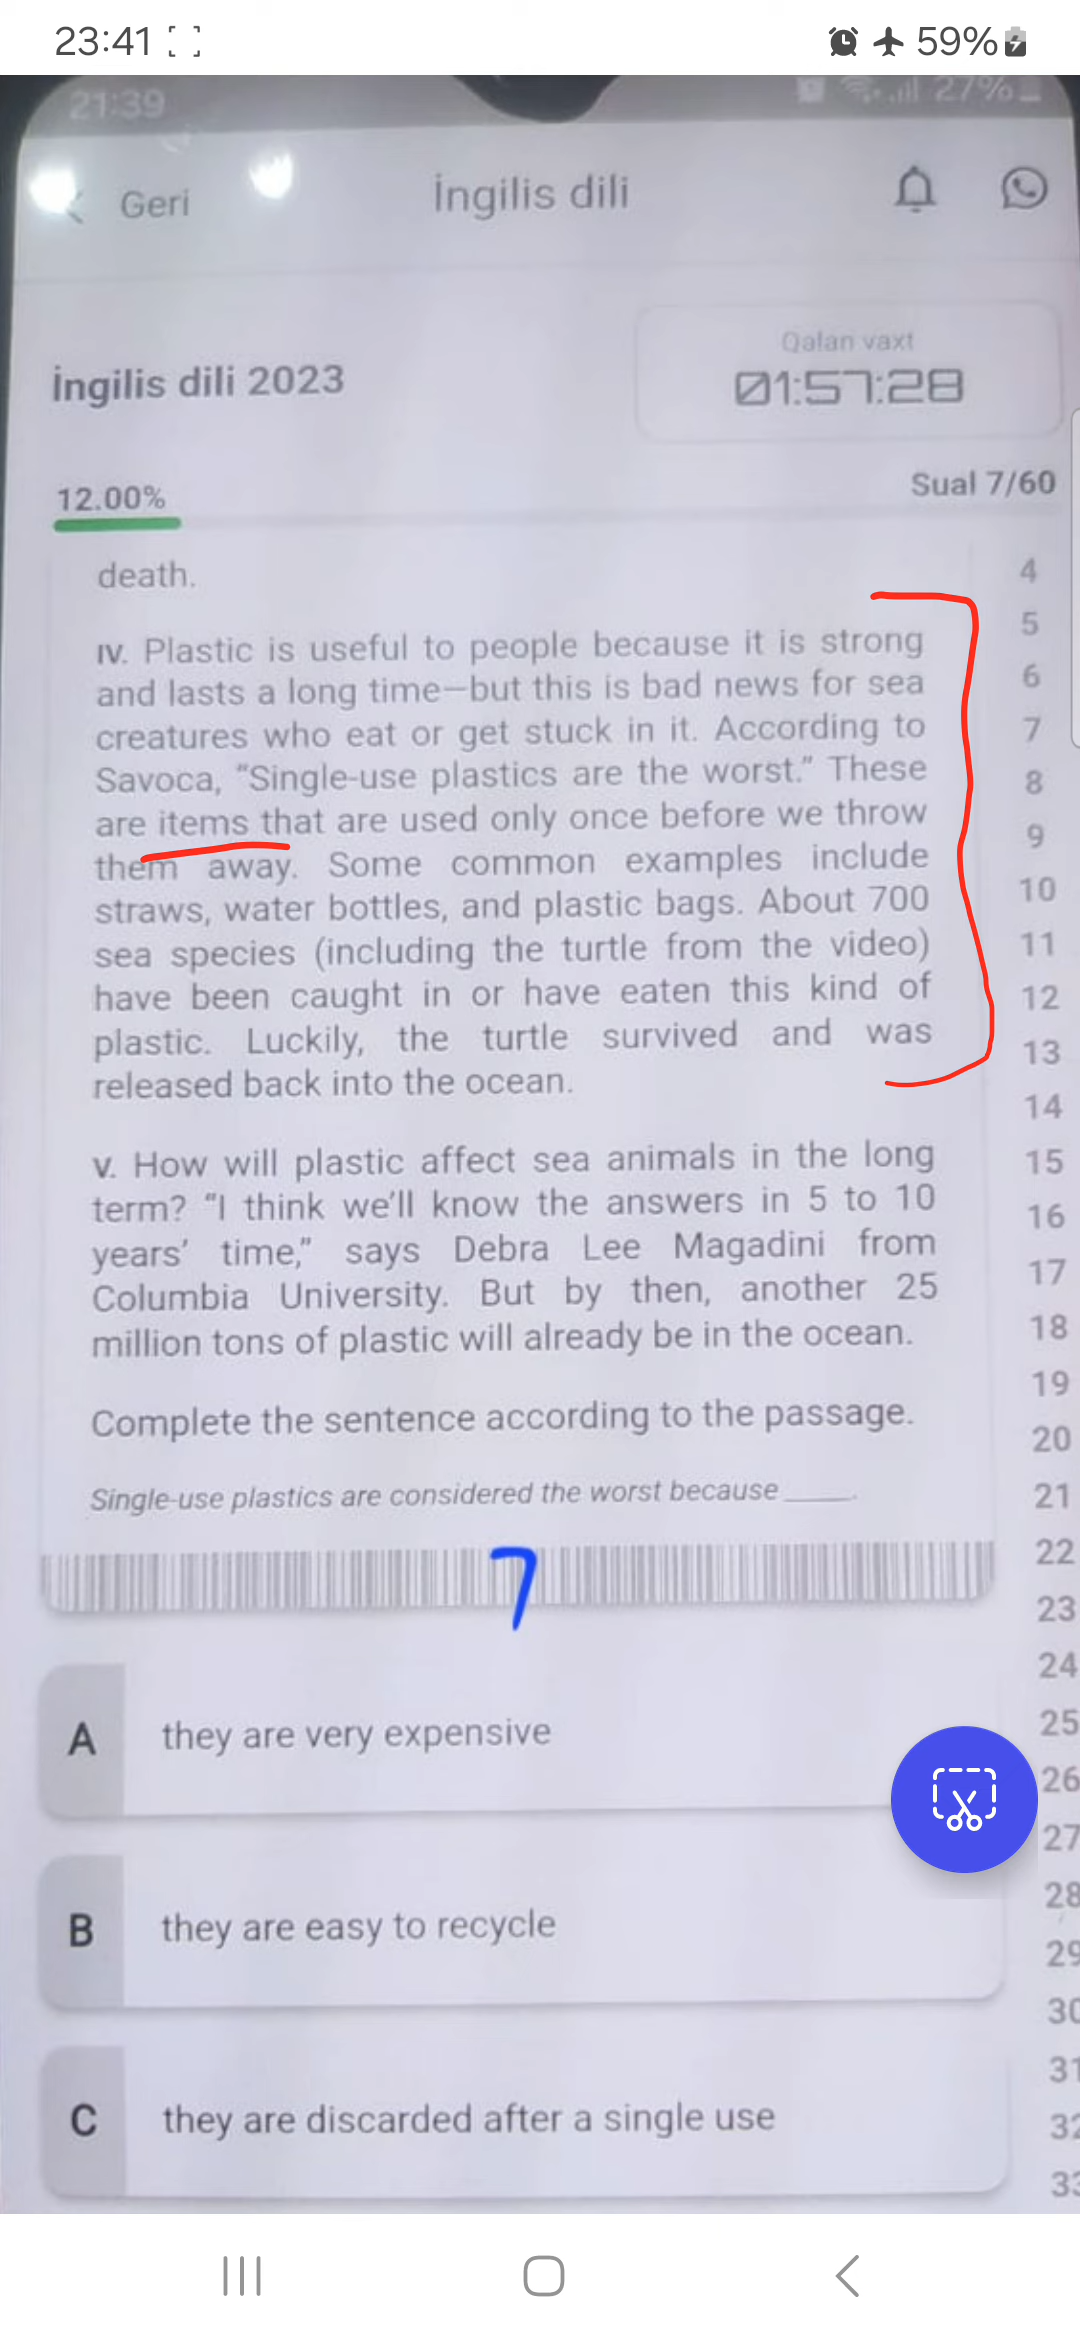 23:41
59%
21:39
27%
Geri
İngilis dili
Qalan vaxt
İngilis dili 2023
01:57:28
12.00%
Sual 7/60
death.
IV. Plastic is useful to people because it is strong
and lasts a long time—but this is bad news for sea
creatures who eat or get stuck in it. According to
Savoca, “Single-use plastics are the worst.” These
are items that are used only once before we throw
them away. Some common examples include
straws, water bottles, and plastic bags. About 700
sea species (including the turtle from the video)
have been caught in or have eaten this kind of
plastic. Luckily, the turtle survived and was
released back into the ocean.
V. How will plastic affect sea animals in the long
term? “I think we’ll know the answers in 5 to 10
years’ time,” says Debra Lee Magadini from
Columbia University. But by then, another 25
million tons of plastic will already be in the ocean.
Complete the sentence according to the passage.
Single-use plastics are considered the worst because ____.
7
A they are very expensive
B they are easy to recycle
C they are discarded after a single use
4
5
6
7
8
9
10
11
12
13
14
15
16
17
18
19
20
21
22
23
24
25
26
27
28
29
30
31
32
33